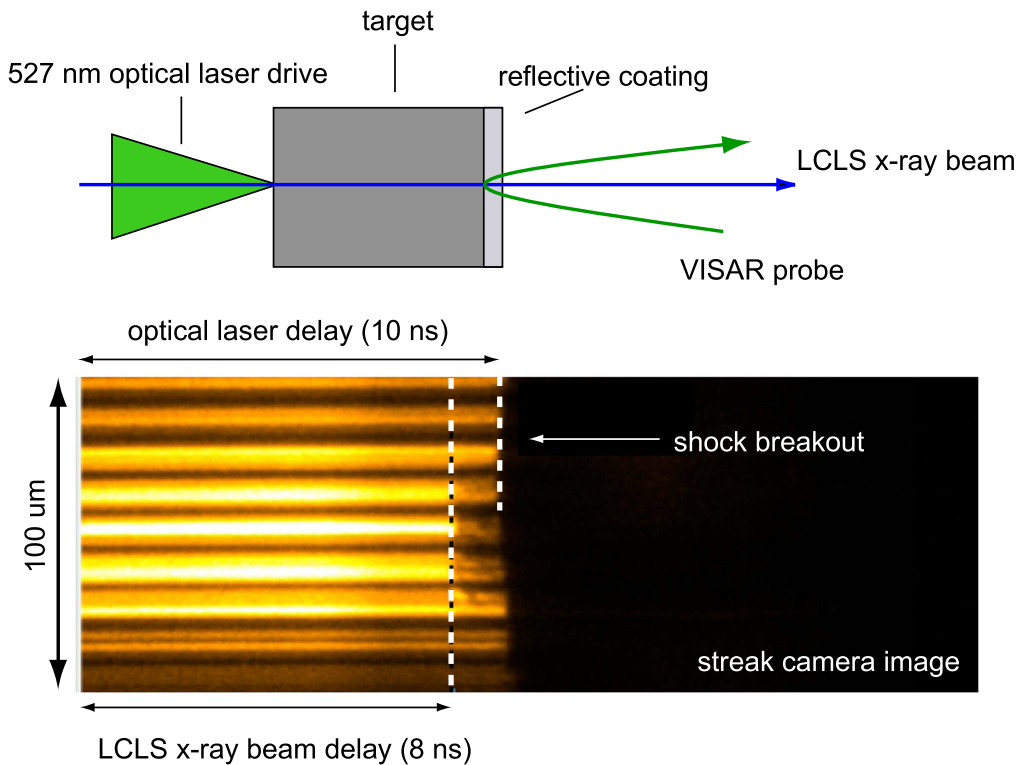 target
527 nm optical laser drive
reflective coating
LCLS x-ray beam
VISAR probe
optical laser delay (10 ns)
shock breakout
100 um
streak camera image
LCLS x-ray beam delay (8 ns)